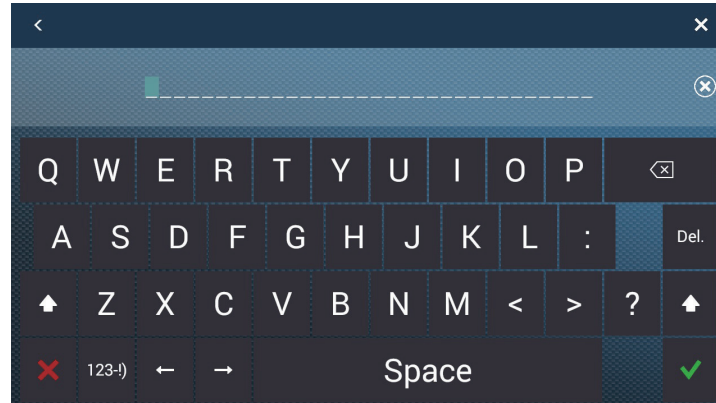 Q W E R T Y U I O P
A S D F G H J K L : Del.
Z X C V B N M < > ?
123-!) ← → Space